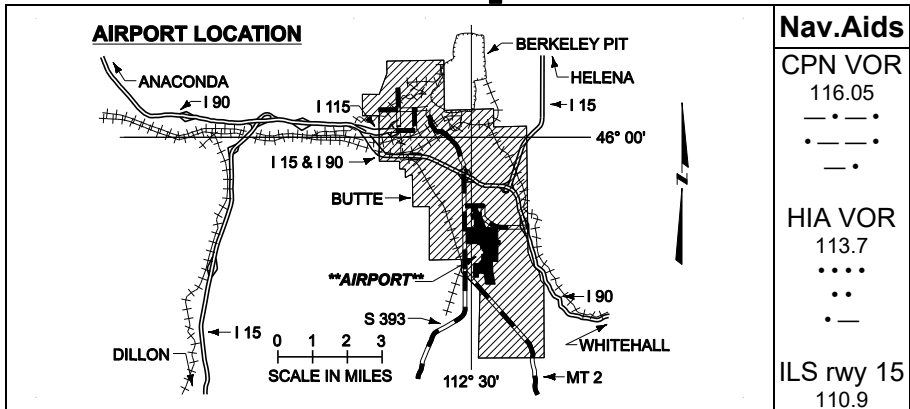 AIRPORT LOCATION
BERKELEY PIT
ANACONDA
HELENA
I 90
I 115
I 15
46° 00'
I 15 & I 90
BUTTE
N
**AIRPORT**
I 90
S 393
I 15
0 1 2 3
WHITEHALL
DILLON
SCALE IN MILES
112° 30'
MT 2
Nav.Aids
CPN VOR
116.05
— • — •
• — — •
— •
HIA VOR
113.7
• • • •
• •
• —
ILS rwy 15
110.9